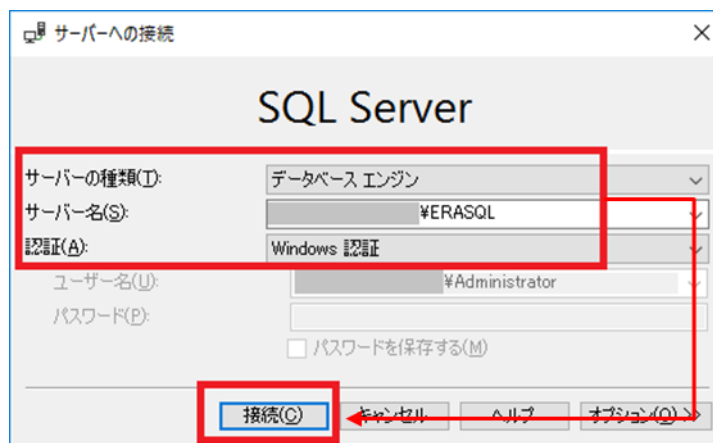 サーバーへの接続
SQL Server
サーバーの種類(T): データベース エンジン
サーバー名(S): ¥ERASQL
認証(A): Windows 認証
ユーザー名(U): ¥Administrator
パスワード(P):
パスワードを保存する(M)
接続(C) キャンセル ヘルプ オプション(O) >>